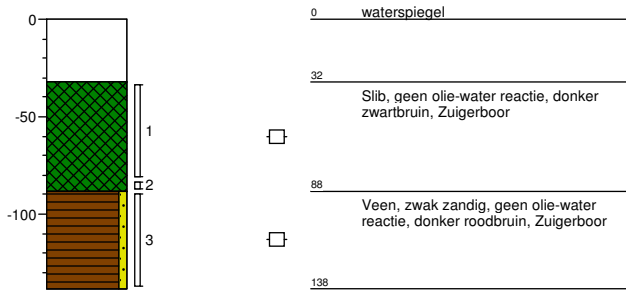 0
-50
-100
1
2
3
0
waterspiegel
32
Slib, geen olie-water reactie, donker
zwartbruin, Zuigerboor
88
Veen, zwak zandig, geen olie-water
reactie, donker roodbruin, Zuigerboor
138